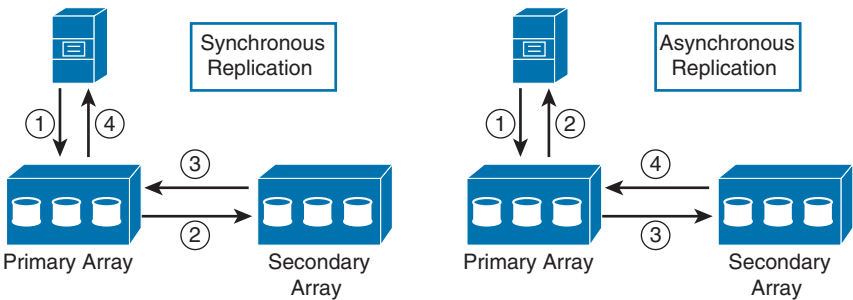 Synchronous
Replication
1
4
3
2
Primary Array
Secondary
Array
Asynchronous
Replication
1
2
4
3
Primary Array
Secondary
Array